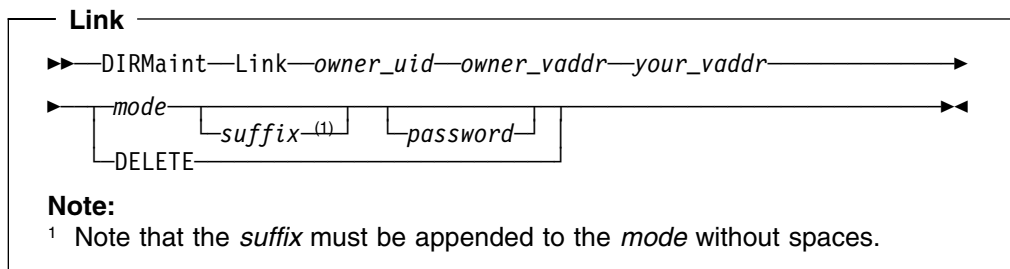 Link
DIRMaint Link owner_uid owner_vaddr your_vaddr
mode suffix (1) password
DELETE
Note:
1 Note that the suffix must be appended to the mode without spaces.